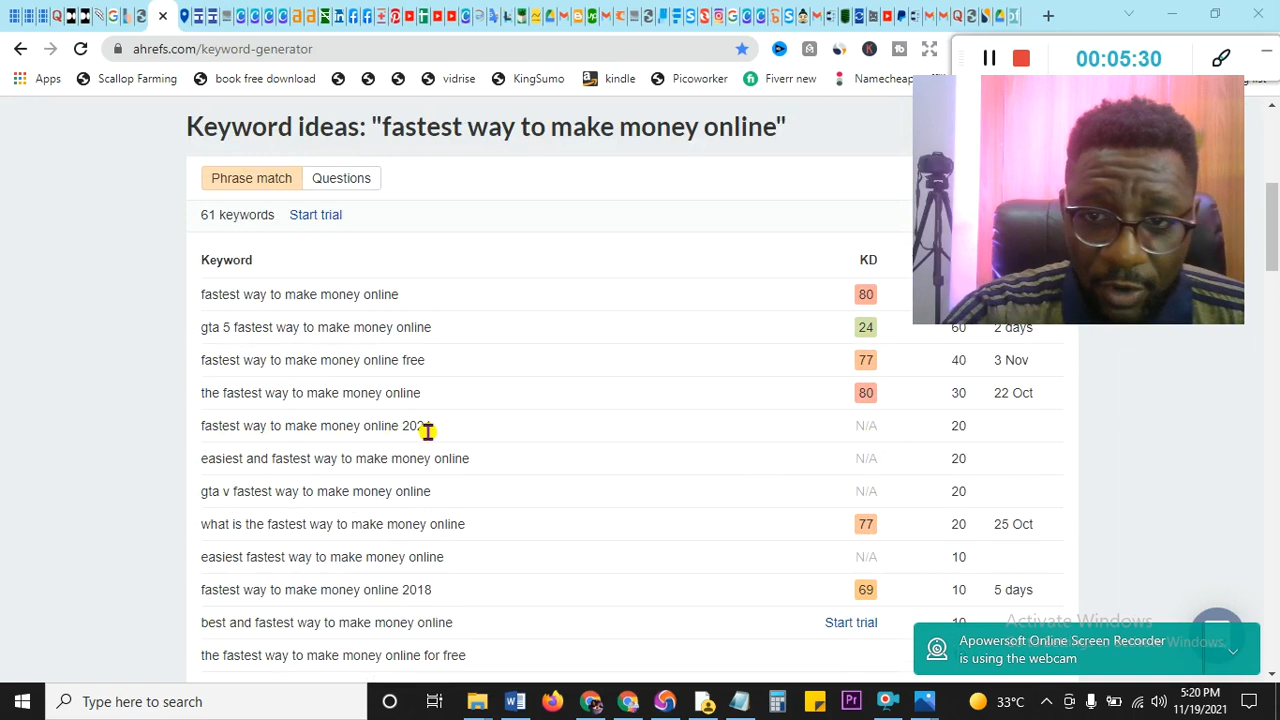 ahrefs.com/keyword-generator
00:05:30
Apps
Scallop Farming
book free download
vidrise
KingSumo
kindle
Picoworker
Fiverr new
Namecheap
Keyword ideas: "fastest way to make money online"
Phrase match
Questions
61 keywords
Start trial
Keyword
KD
fastest way to make money online
80
gta 5 fastest way to make money online
24
60
2 days
fastest way to make money online free
77
40
3 Nov
the fastest way to make money online
80
30
22 Oct
fastest way to make money online
N/A
20
easiest and fastest way to make money online
N/A
20
gta v fastest way to make money online
N/A
20
what is the fastest way to make money online
77
20
25 Oct
easiest fastest way to make money online
N/A
10
fastest way to make money online 2018
69
10
5 days
best and fastest way to make money online
Start trial
10
the fastest way to make money online for free
Activate Windows
Apowersoft Online Screen Recorder
is using the webcam
Type here to search
33°C
5:20 PM
11/19/2021